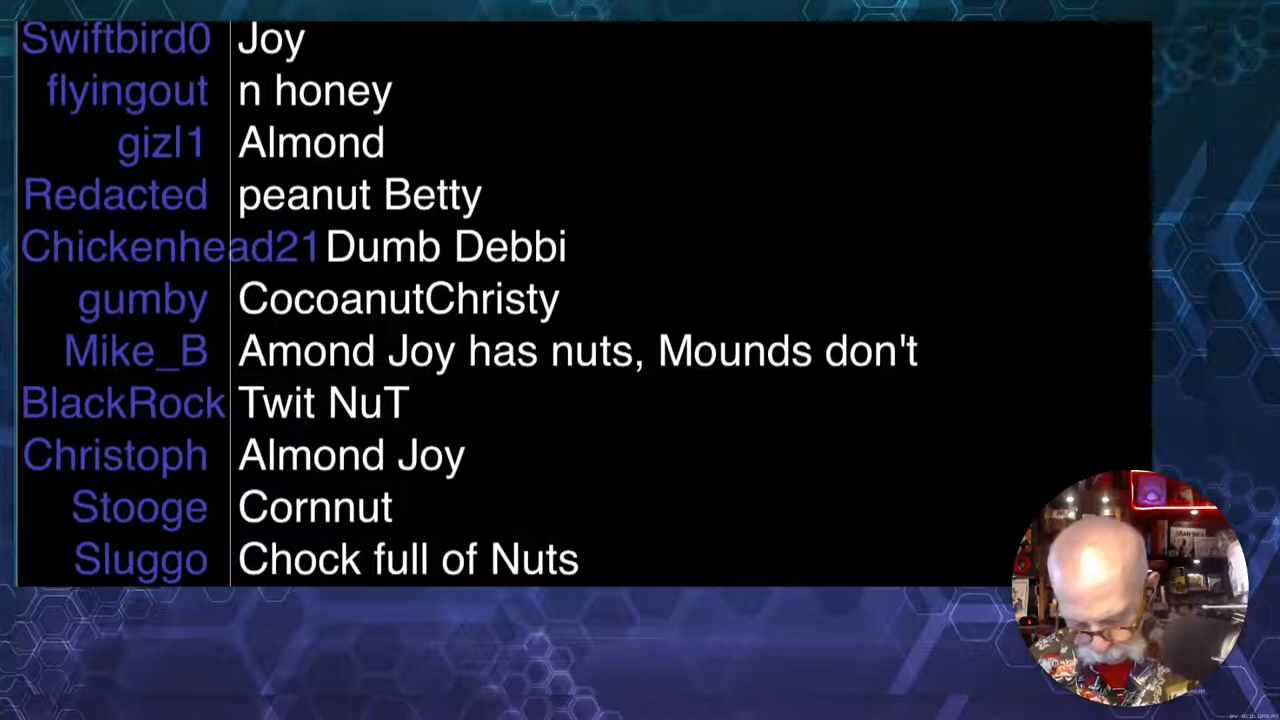 Swiftbird0 Joy
flyingout n honey
gizl1 Almond
Redacted peanut Betty
Chickenhead21 Dumb Debbi
gumby CocoanutChristy
Mike_B Amond Joy has nuts, Mounds don't
BlackRock Twit NuT
Christoph Almond Joy
Stooge Cornnut
Sluggo Chock full of Nuts